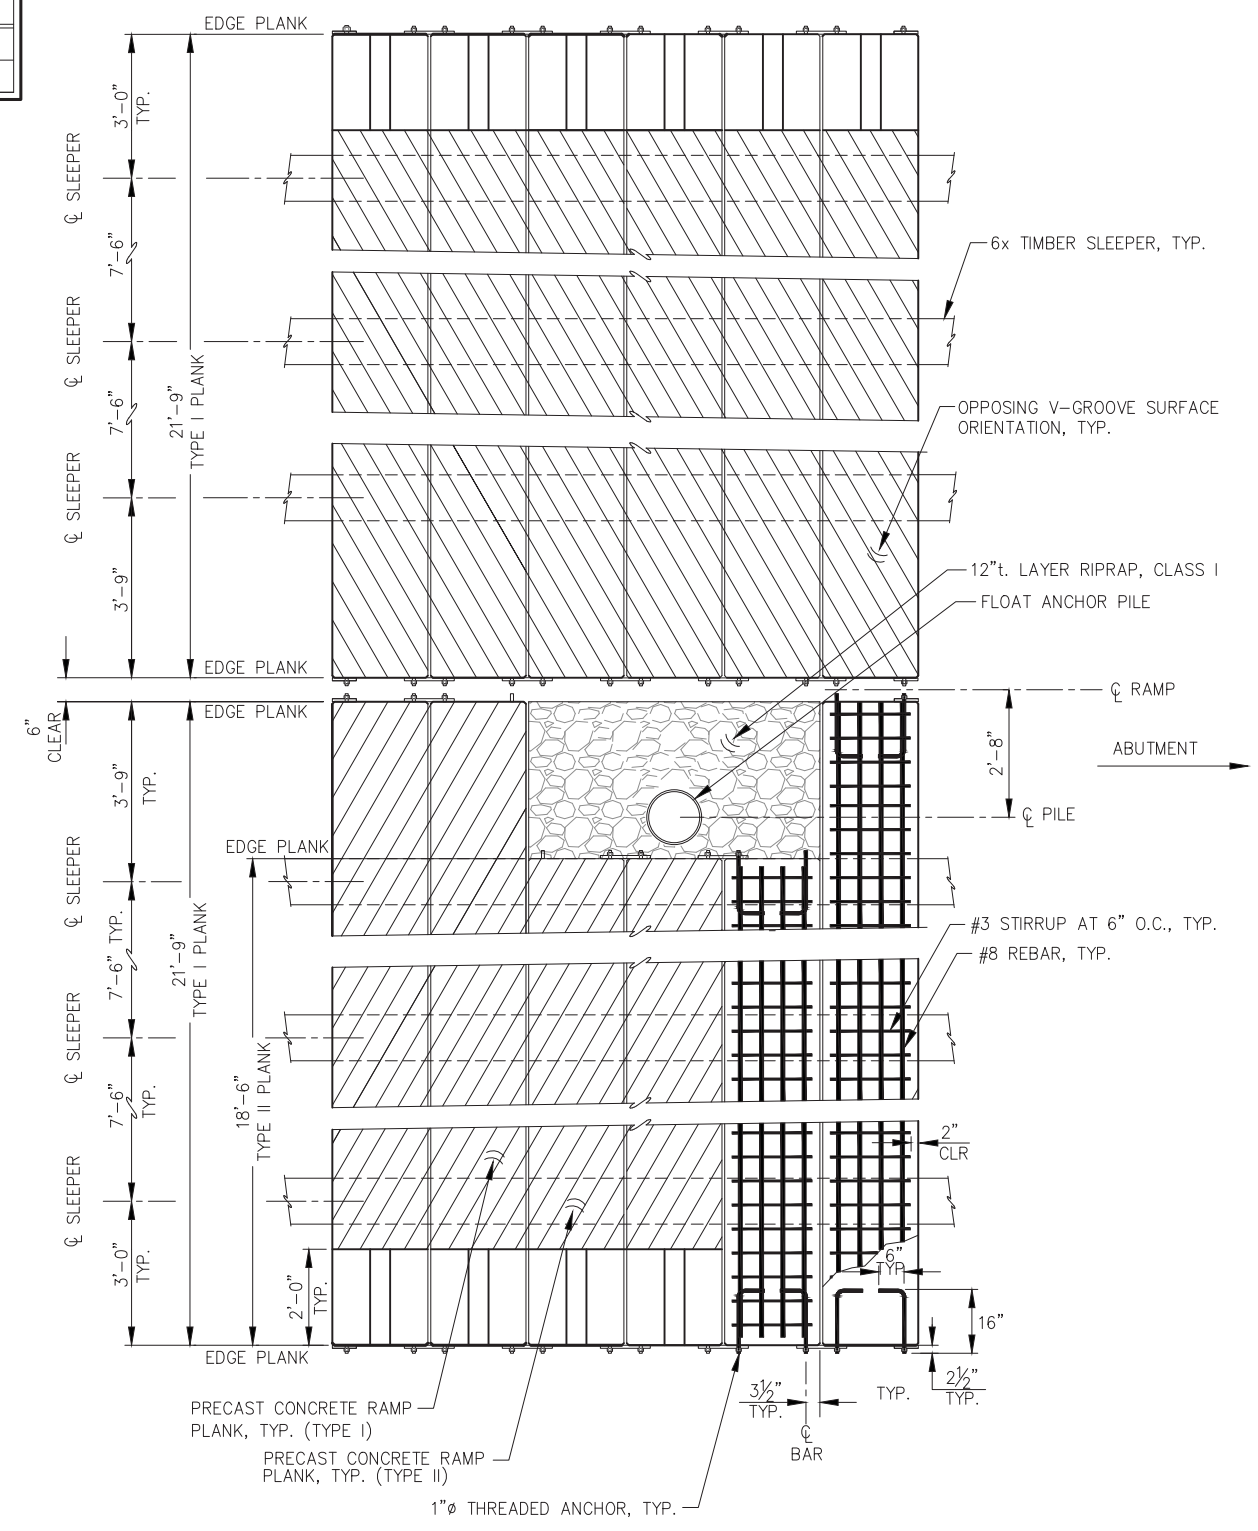 EDGE PLANK
3'-0"
TYP.
℄ SLEEPER
7'-6"
℄ SLEEPER
7'-6"
℄ SLEEPER
21'-9"
TYPE I PLANK
3'-9"
6x TIMBER SLEEPER, TYP.
OPPOSING V-GROOVE SURFACE
ORIENTATION, TYP.
12"t. LAYER RIPRAP, CLASS I
FLOAT ANCHOR PILE
EDGE PLANK
℄ RAMP
6"
CLEAR
EDGE PLANK
2'-8"
ABUTMENT
3'-9"
TYP.
℄ PILE
EDGE PLANK
℄ SLEEPER
7'-6" TYP.
21'-9"
TYPE I PLANK
#3 STIRRUP AT 6" O.C., TYP.
#8 REBAR, TYP.
℄ SLEEPER
18'-6"
TYPE II PLANK
7'-6"
TYP.
2"
CLR
℄ SLEEPER
3'-0"
TYP.
2'-0"
TYP.
6"
TYP
16"
EDGE PLANK
3½"
TYP.
TYP.
2½"
TYP.
℄
BAR
PRECAST CONCRETE RAMP
PLANK, TYP. (TYPE I)
PRECAST CONCRETE RAMP
PLANK, TYP. (TYPE II)
1"ø THREADED ANCHOR, TYP.